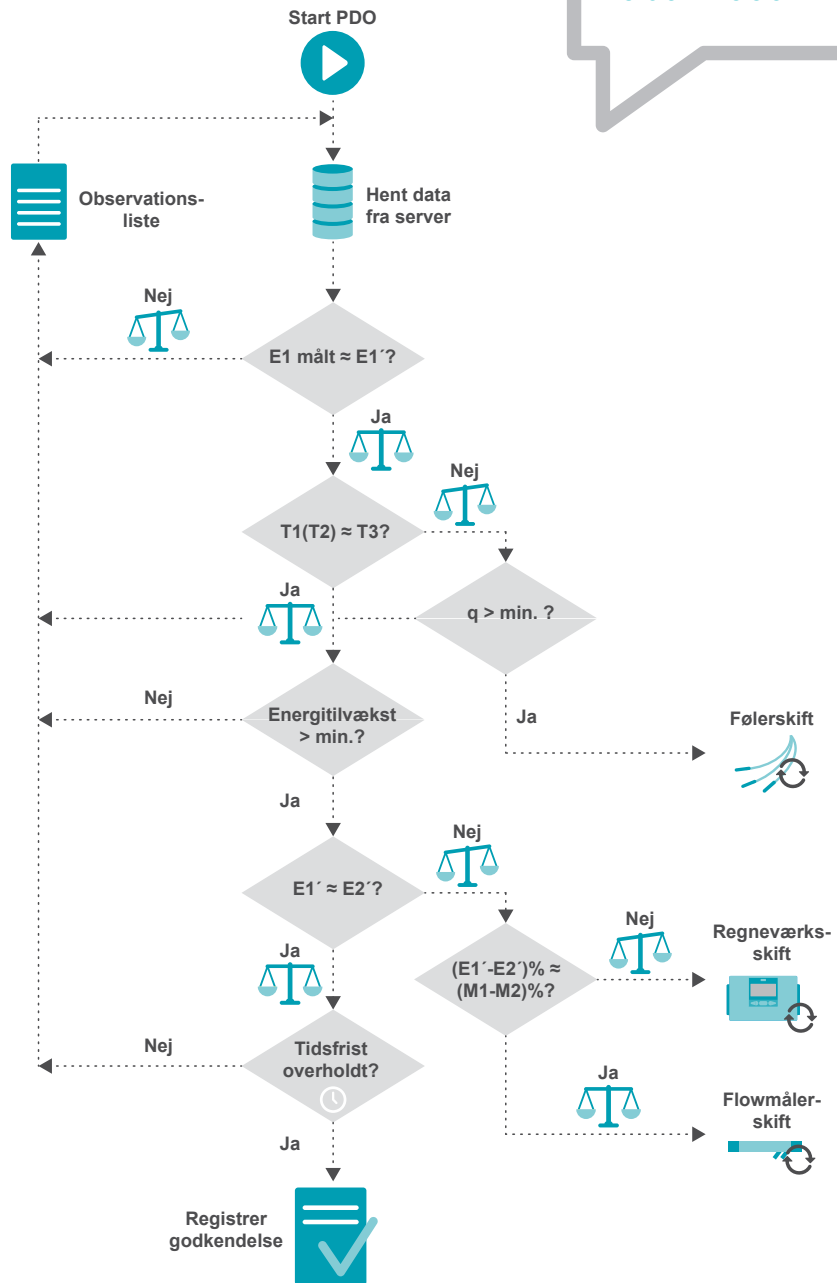 Start PDO
Observations-
liste
Hent data
fra server
Nej
E1 målt ≈ E1´?
Ja
Nej
T1(T2) ≈ T3?
Ja
q > min. ?
Nej
Energitilvækst
> min.?
Ja
Følerskift
Ja
Nej
E1´ ≈ E2´?
Nej
Regneværks-
skift
Ja
(E1´-E2´)% ≈
(M1-M2)%?
Nej
Tidsfrist
overholdt?
Ja
Flowmåler-
skift
Ja
Registrer
godkendelse